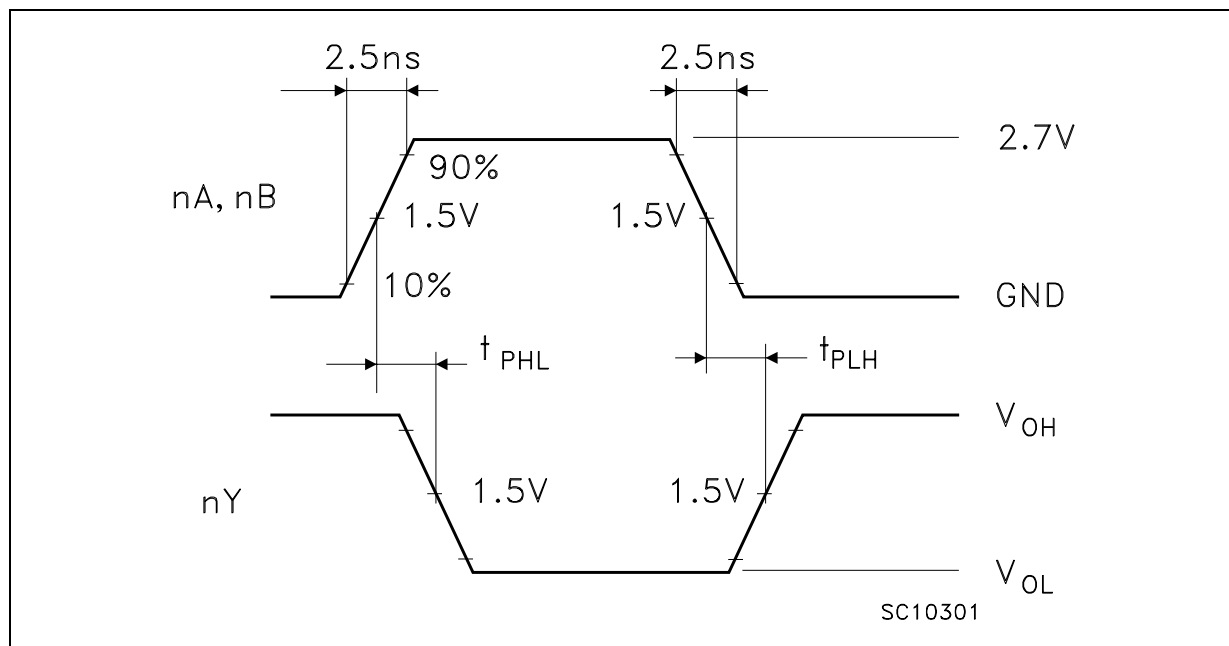 2.5ns 2.5ns
2.7V
90%
nA, nB
1.5V 1.5V
10%
GND
t PHL tPLH
VOH
1.5V 1.5V
nY
VOL
SC10301